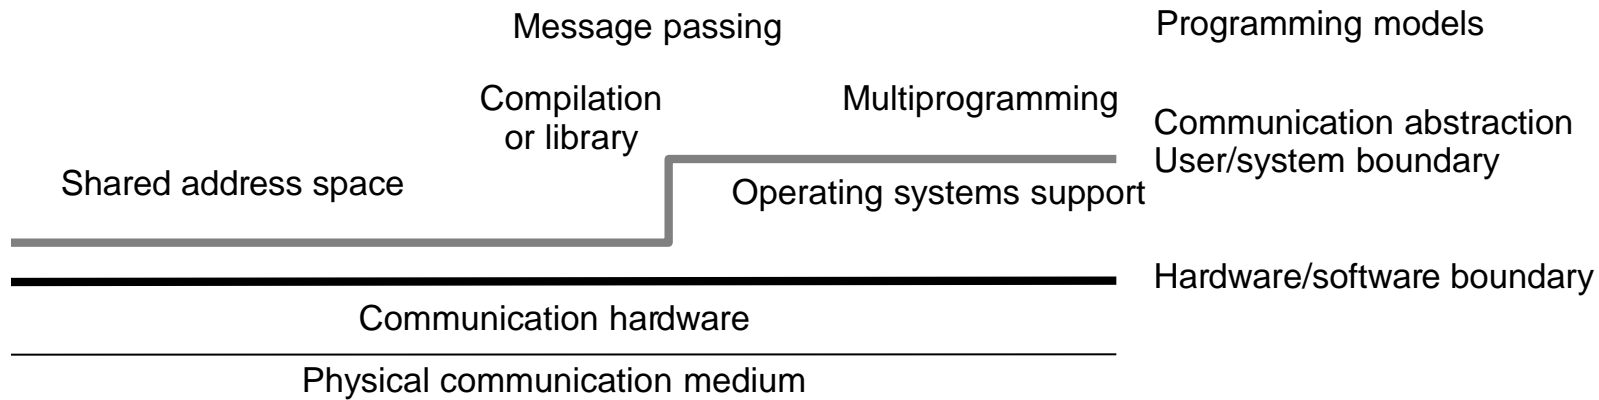 Message passing
Programming models
Compilation
or library
Multiprogramming
Communication abstraction
User/system boundary
Shared address space
Operating systems support
Hardware/software boundary
Communication hardware
Physical communication medium